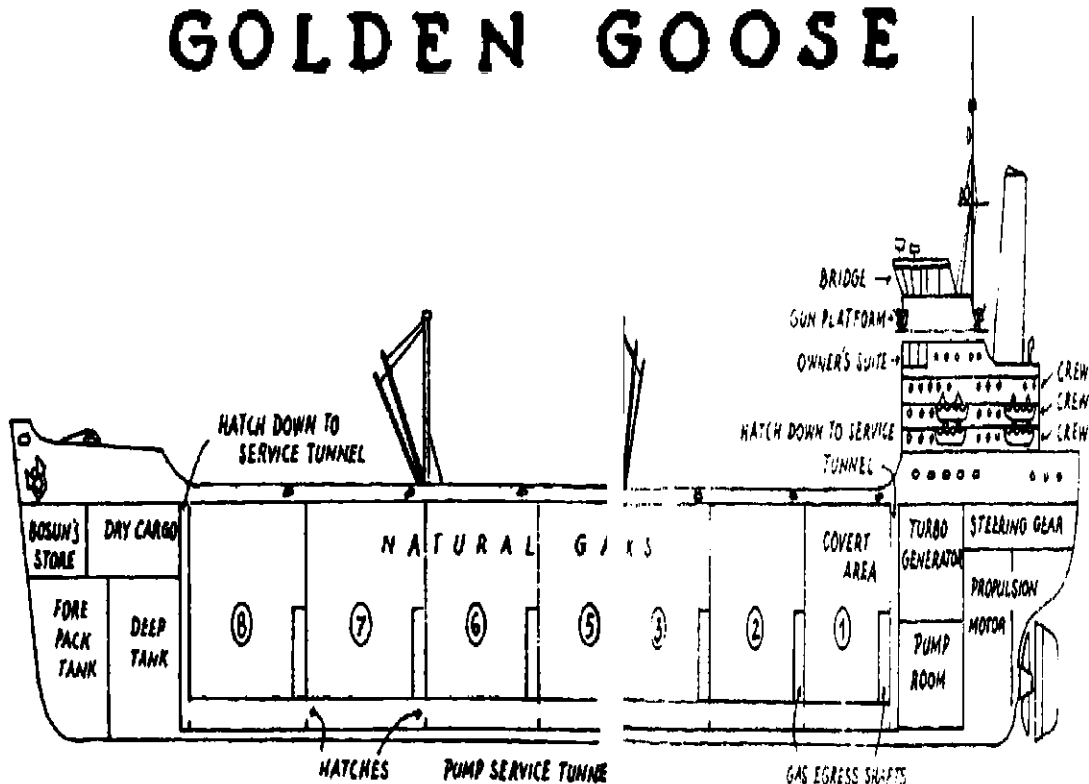 GOLDEN GOOSE
BRIDGE
GUN PLATFORM
OWNER'S SUITE
CREW
CREW
CREW
HATCH DOWN TO
SERVICE TUNNEL
HATCH DOWN TO SERVICE
TUNNEL
BOSUN'S
STORE
DRY CARGO
NATURAL GA S
COVERT
AREA
TURBO
GENERATOR
STEERING GEAR
FORE
PACK
TANK
DEEP
TANK
8
7
6
5
3
2
1
PROPULSION
MOTOR
PUMP
ROOM
HATCHES
PUMP SERVICE TUNNE
GAS EGRESS SHAFTS